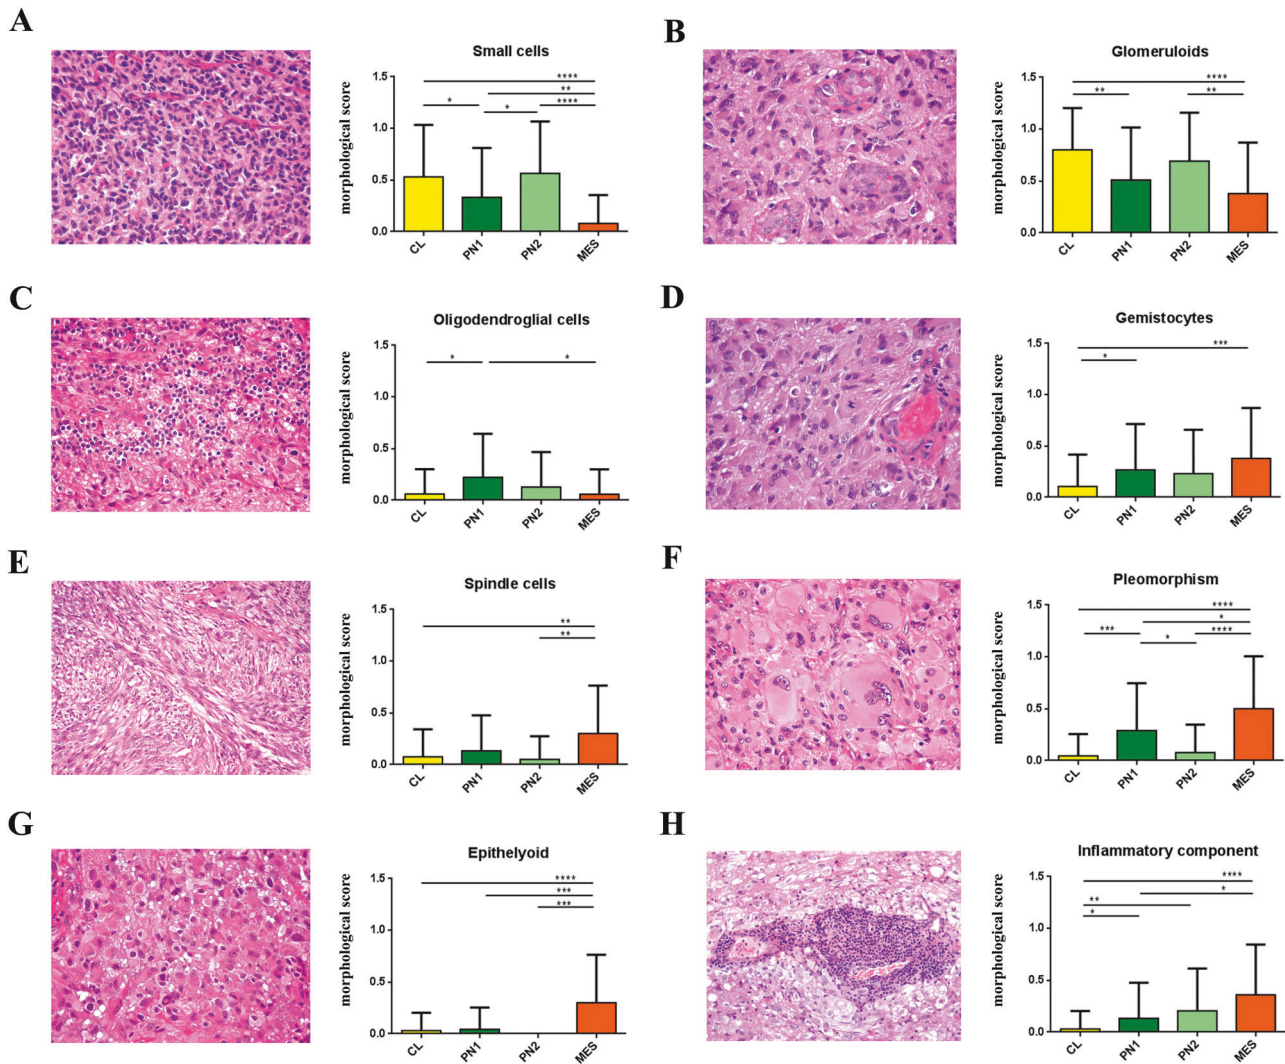 A
Small cells
morphological score
1.5
1.0
0.5
0.0
****
**
* * ****
CL PN1 PN2 MES
B
Glomeruloids
morphological score
1.5
1.0
0.5
0.0
****
** **
CL PN1 PN2 MES
C
Oligodendroglial cells
morphological score
1.5
1.0
0.5
0.0
* *
CL PN1 PN2 MES
D
Gemistocytes
morphological score
1.5
1.0
0.5
0.0
***
*
CL PN1 PN2 MES
E
Spindle cells
morphological score
1.5
1.0
0.5
0.0
**
**
CL PN1 PN2 MES
F
Pleomorphism
morphological score
1.5
1.0
0.5
0.0
****
*
*** * ****
CL PN1 PN2 MES
G
Epithelyoid
morphological score
1.5
1.0
0.5
0.0
****
***
***
CL PN1 PN2 MES
H
Inflammatory component
morphological score
1.5
1.0
0.5
0.0
****
*
**
*
CL PN1 PN2 MES